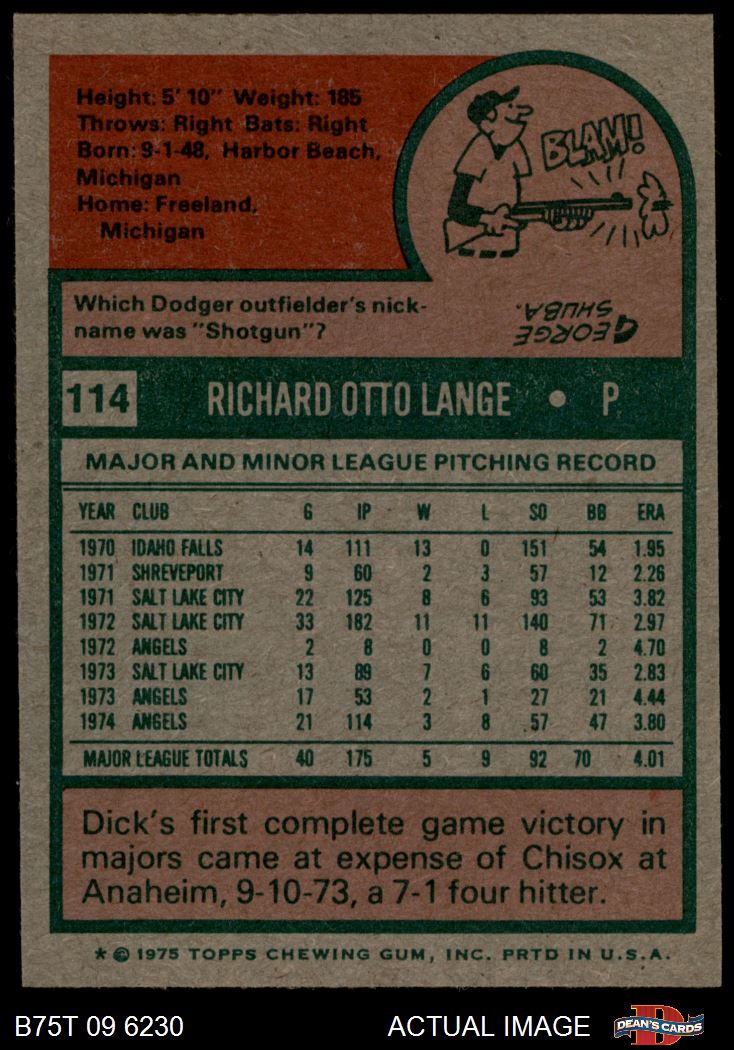 Height: 5' 10" Weight: 185
Throws: Right Bats: Right
Born: 9-1-48, Harbor Beach,
Michigan
Home: Freeland,
Michigan
BLAM!
Which Dodger outfielder's nick-
name was "Shotgun"?
GEORGE
SHUBA.
114 RICHARD OTTO LANGE • P
MAJOR AND MINOR LEAGUE PITCHING RECORD
YEAR CLUB G IP W L SO BB ERA
1970 IDAHO FALLS 14 111 13 0 151 54 1.95
1971 SHREVEPORT 9 60 2 3 57 12 2.26
1971 SALT LAKE CITY 22 125 8 6 93 53 3.82
1972 SALT LAKE CITY 33 182 11 11 140 71 2.97
1972 ANGELS 2 8 0 0 8 2 4.70
1973 SALT LAKE CITY 13 89 7 6 60 35 2.83
1973 ANGELS 17 53 2 1 27 21 4.44
1974 ANGELS 21 114 3 8 57 47 3.80
MAJOR LEAGUE TOTALS 40 175 5 9 92 70 4.01
Dick's first complete game victory in
majors came at expense of Chisox at
Anaheim, 9-10-73, a 7-1 four hitter.
* © 1975 TOPPS CHEWING GUM, INC. PRTD IN U.S.A.
B75T 09 6230 ACTUAL IMAGE DEAN'S CARDS